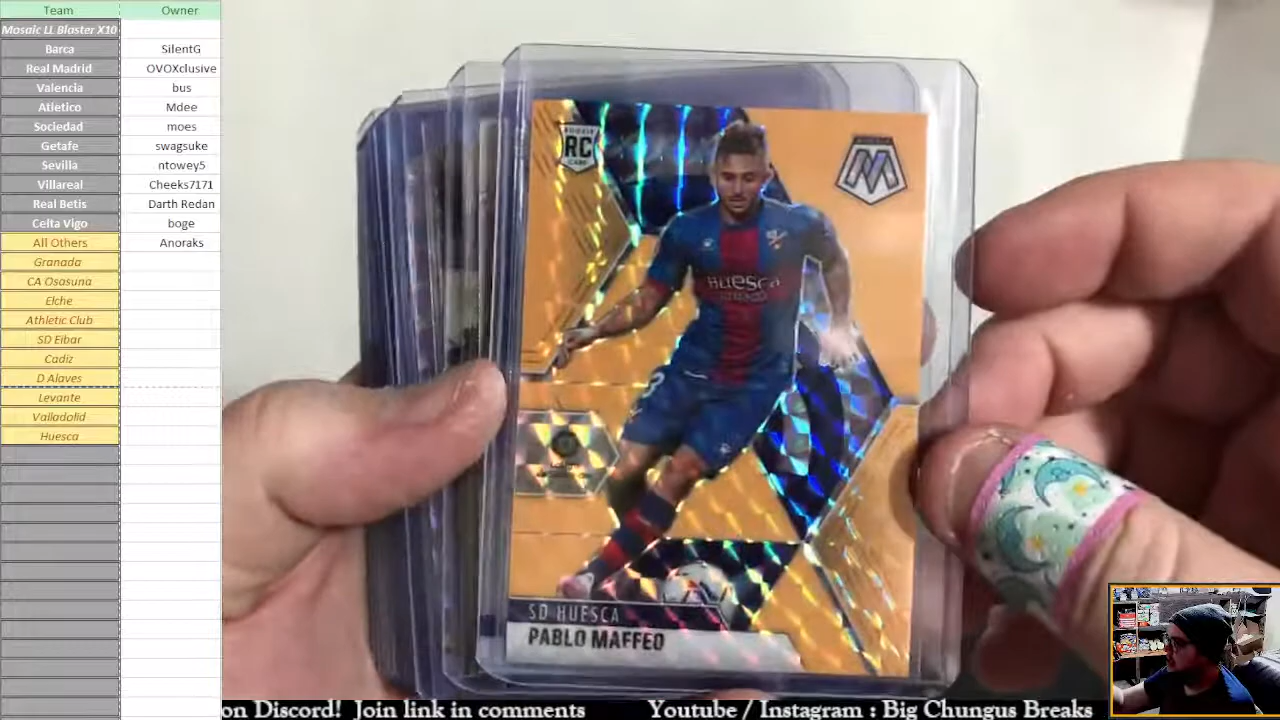 Team Owner
Mosaic LL Blaster X10
Barca SilentG
Real Madrid OVOXclusive
Valencia bus
Atletico Mdee
Sociedad moes
Getafe swagsuke
Sevilla ntowey5
Villareal Cheeks7171
Real Betis Darth Redan
Celta Vigo boge
All Others Anoraks
Granada
CA Osasuna
Elche
Athletic Club
SD Eibar
Cadiz
D Alaves
Levante
Valladolid
Huesca
RC
Huesca
SD HUESCA
PABLO MAFFEO
on Discord! Join link in comments Youtube / Instagram : Big Chungus Breaks